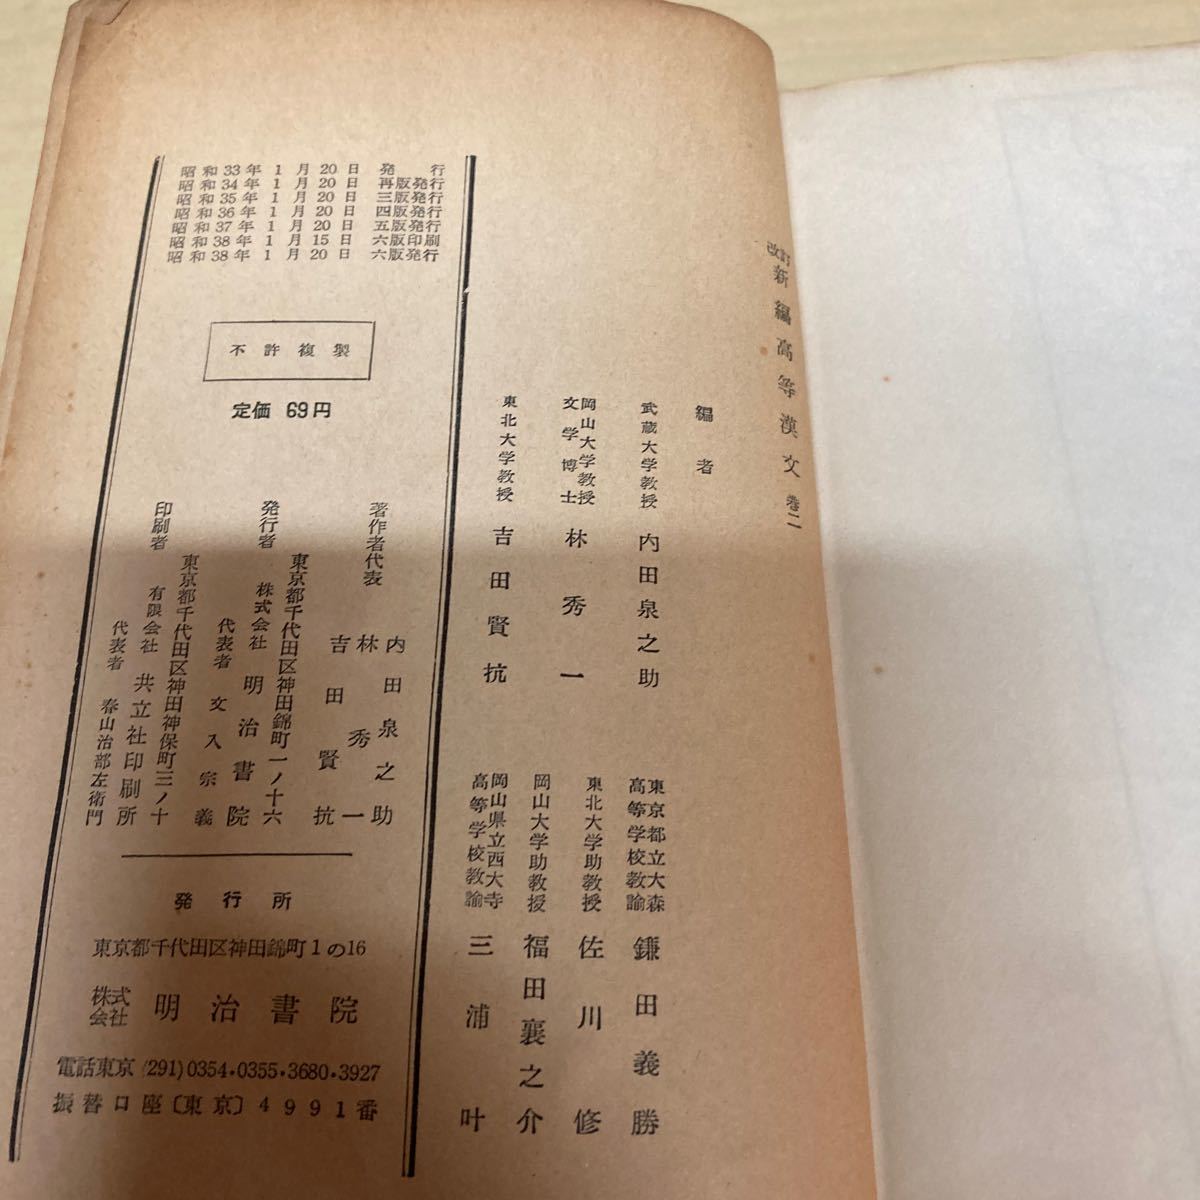 改訂 新編高等漢文 巻二
編者
武蔵大学教授 内田泉之助
岡山大学教授 文学博士 林秀一
東北大学教授 吉田賢抗
東京都立大森高等学校教諭 鎌田義勝
東北大学助教授 佐川修
岡山大学助教授 福田襄之介
岡山県立西大寺高等学校教諭 三浦叶
昭和33年1月20日 発行
昭和34年1月20日 再版発行
昭和35年1月20日 三版発行
昭和36年1月20日 四版発行
昭和37年1月20日 五版発行
昭和38年1月15日 六版印刷
昭和38年1月20日 六版発行
不許複製
定価 69円
著作者代表 内田泉之助
林秀一
吉田賢抗
東京都千代田区神田錦町一ノ十六
発行者 株式会社 明治書院
代表者 文入宗義
東京都千代田区神田神保町三ノ十
印刷者 有限会社 共立社印刷所
代表者 春山治部左衛門
発行所
東京都千代田区神田錦町1の16
株式会社 明治書院
電話東京(291)0354・0355・3680・3927
振替口座〔東京〕4991番